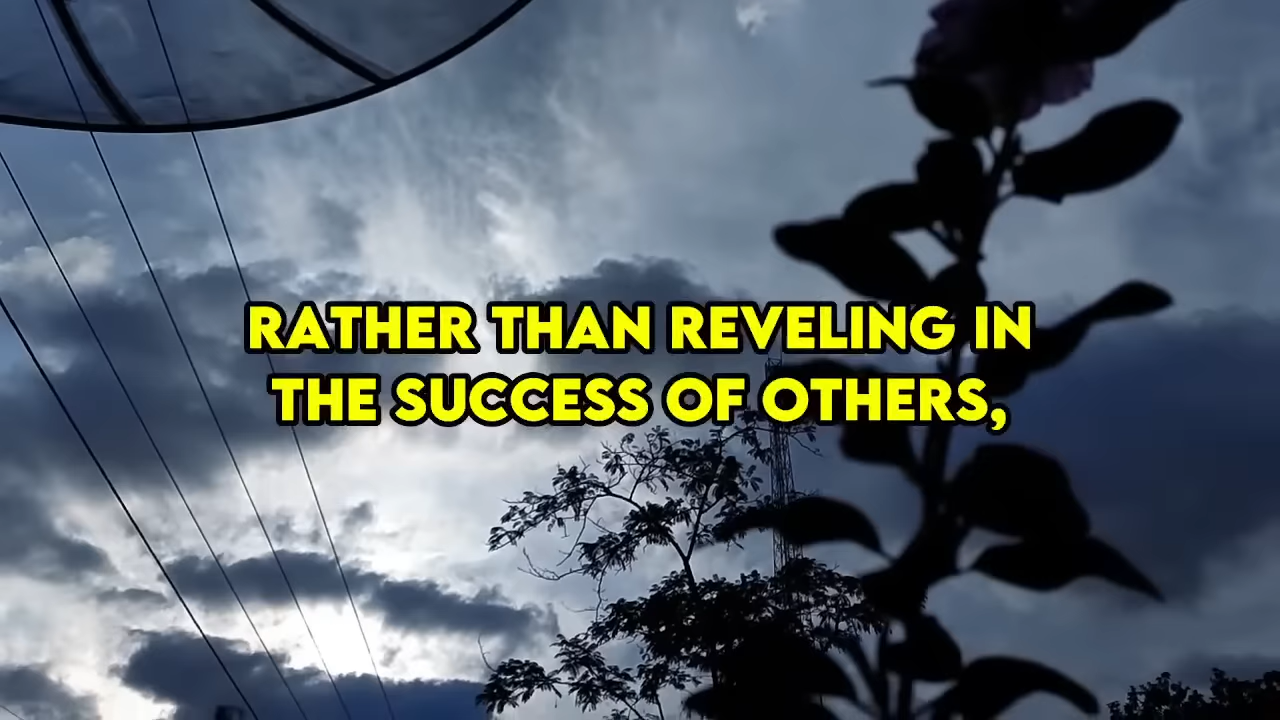 RATHER THAN REVELING IN
THE SUCCESS OF OTHERS,